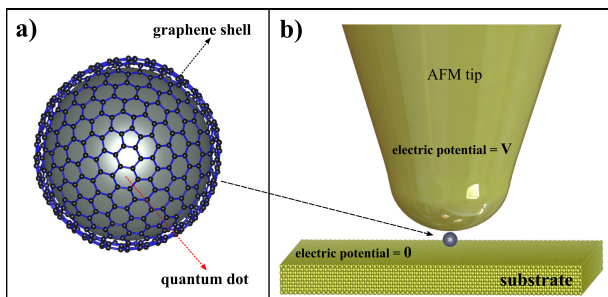 a)
graphene shell
quantum dot
b)
AFM tip
electric potential = V
electric potential = 0
substrate